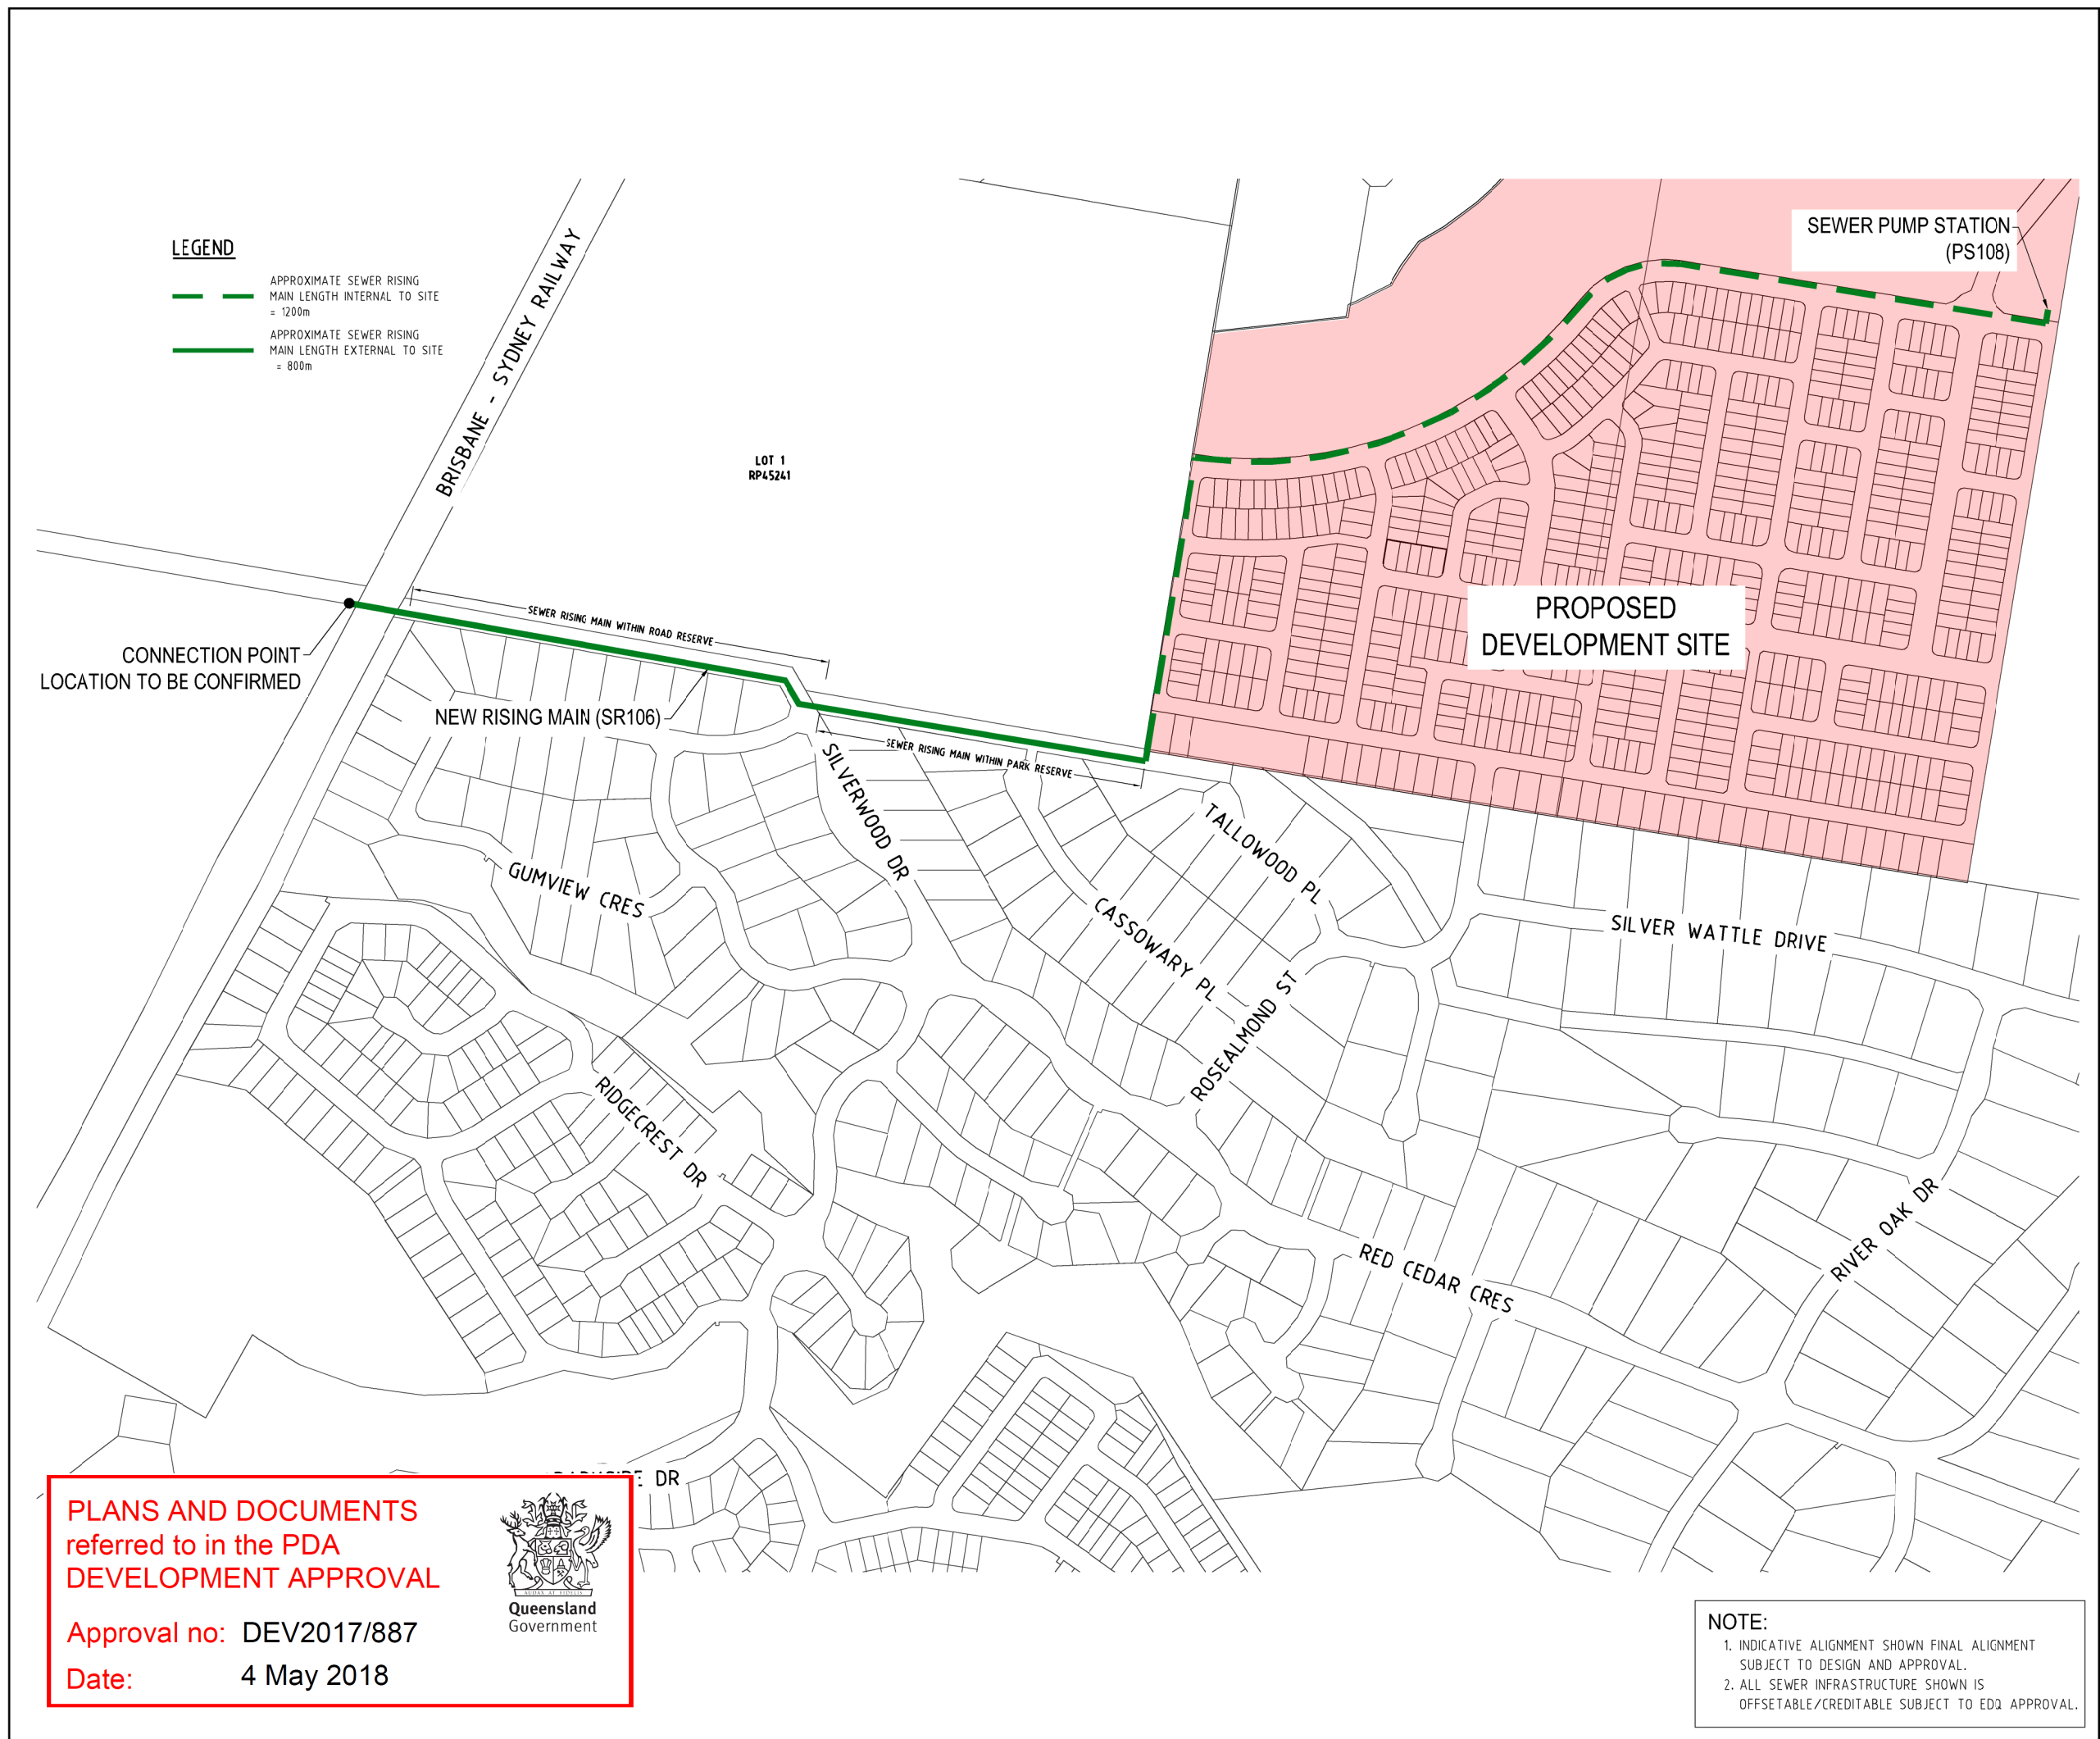 LEGEND
APPROXIMATE SEWER RISING
MAIN LENGTH INTERNAL TO SITE
= 1200m
APPROXIMATE SEWER RISING
MAIN LENGTH EXTERNAL TO SITE
= 800m
BRISBANE - SYDNEY RAILWAY
LOT 1
RP45241
SEWER PUMP STATION
(PS108)
PROPOSED
DEVELOPMENT SITE
SEWER RISING MAIN WITHIN ROAD RESERVE
CONNECTION POINT
LOCATION TO BE CONFIRMED
NEW RISING MAIN (SR106)
SEWER RISING MAIN WITHIN PARK RESERVE
SILVERWOOD DR
TALLOWOOD PL
GUMVIEW CRES
CASSOWARY PL
SILVER WATTLE DRIVE
ROSEALMOND ST
RIDGECREST DR
RIVER OAK DR
RED CEDAR CRES
DR
PLANS AND DOCUMENTS
referred to in the PDA
DEVELOPMENT APPROVAL
Approval no: DEV2017/887
Date: 4 May 2018
AUDAX AT FIDELIS
Queensland
Government
NOTE:
1. INDICATIVE ALIGNMENT SHOWN FINAL ALIGNMENT
SUBJECT TO DESIGN AND APPROVAL.
2. ALL SEWER INFRASTRUCTURE SHOWN IS
OFFSETABLE/CREDITABLE SUBJECT TO EDQ APPROVAL.